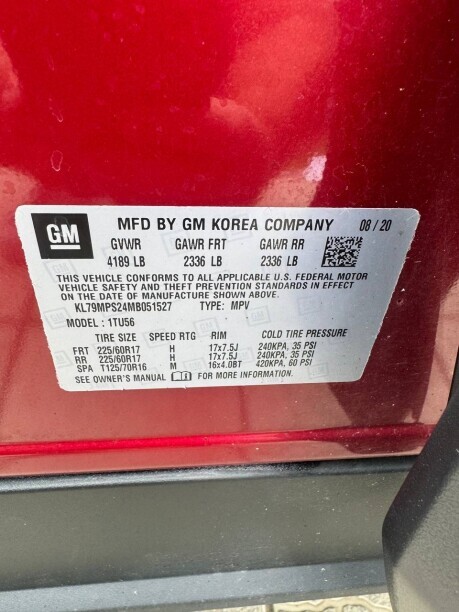 GM MFD BY GM KOREA COMPANY 08/20
GVWR GAWR FRT GAWR RR
4189 LB 2336 LB 2336 LB
THIS VEHICLE CONFORMS TO ALL APPLICABLE U.S. FEDERAL MOTOR
VEHICLE SAFETY AND THEFT PREVENTION STANDARDS IN EFFECT
ON THE DATE OF MANUFACTURE SHOWN ABOVE.
KL79MPS24MB051527 TYPE: MPV
MODEL: 1TU56
TIRE SIZE SPEED RTG RIM COLD TIRE PRESSURE
FRT 225/60R17 H 17x7.5J 240KPA, 35 PSI
RR 225/60R17 H 17x7.5J 240KPA, 35 PSI
SPA T125/70R16 M 16x4.0BT 420KPA, 60 PSI
SEE OWNER'S MANUAL FOR MORE INFORMATION.